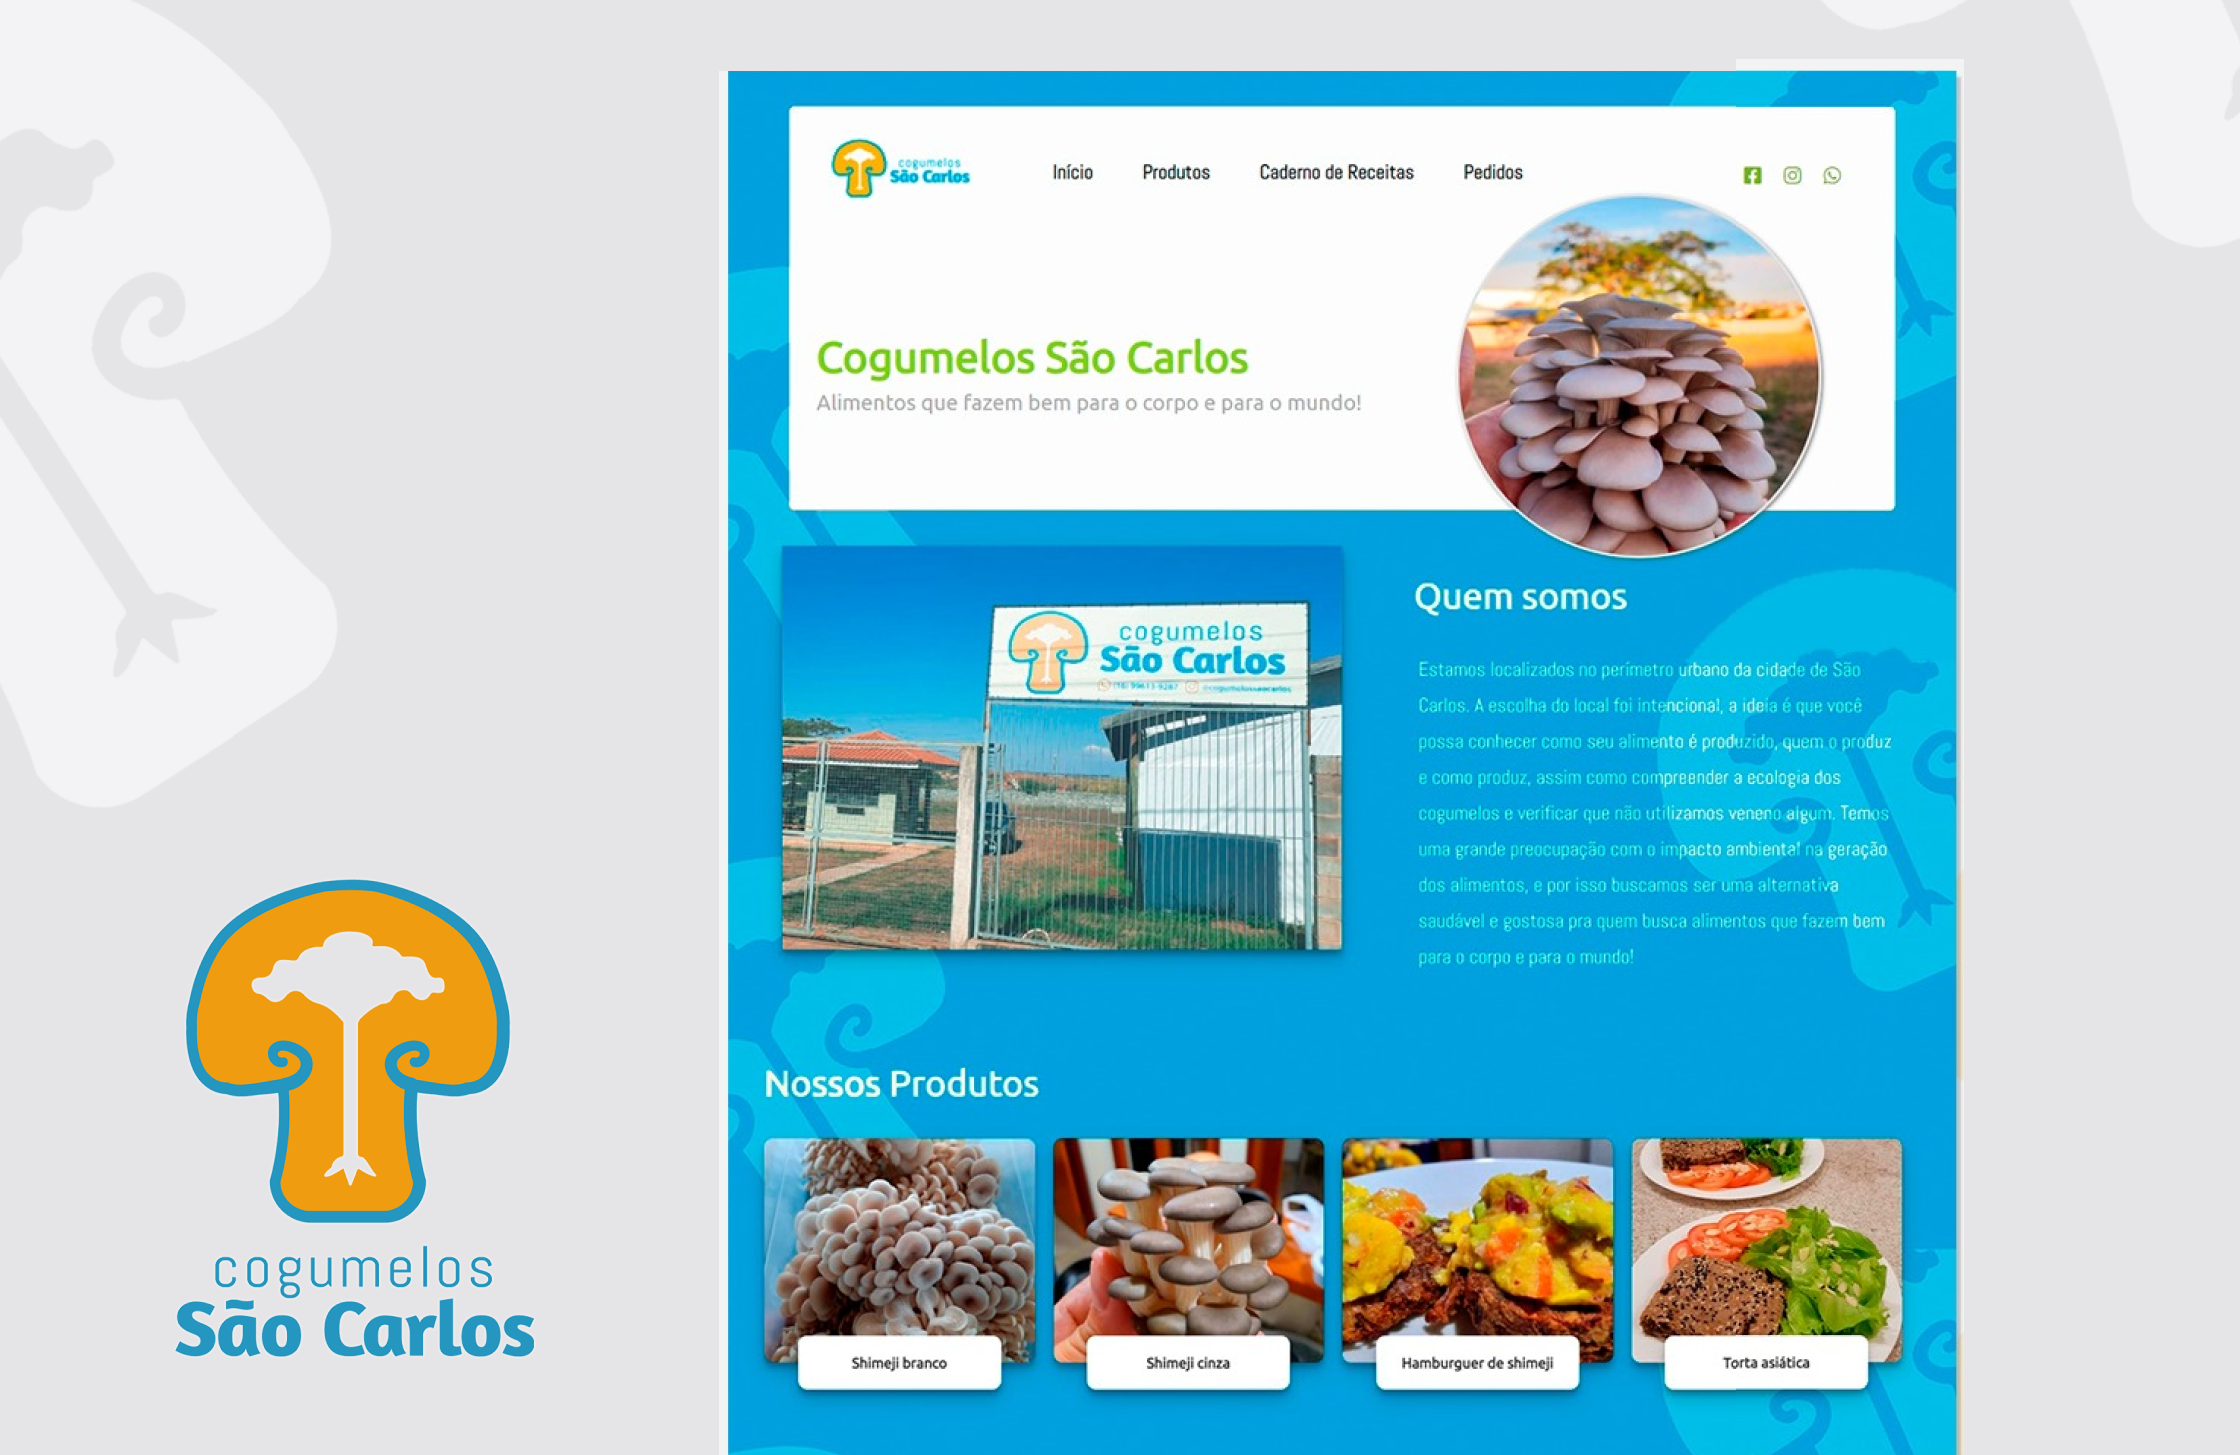 cogumelos
São Carlos
Início
Produtos
Caderno de Receitas
Pedidos
Cogumelos São Carlos
Alimentos que fazem bem para o corpo e para o mundo!
cogumelos
São Carlos
Quem somos
Estamos localizados no perímetro urbano da cidade de São
Carlos. A escolha do local foi intencional, a ideia é que você
possa conhecer como seu alimento é produzido, quem o produz
e como produz, assim como compreender a ecologia dos
cogumelos e verificar que não utilizamos veneno algum. Temos
uma grande preocupação com o impacto ambiental na geração
dos alimentos, e por isso buscamos ser uma alternativa
saudável e gostosa pra quem busca alimentos que fazem bem
para o corpo e para o mundo!
Nossos Produtos
Shimeji branco
Shimeji cinza
Hamburguer de shimeji
Torta asiática
cogumelos
São Carlos